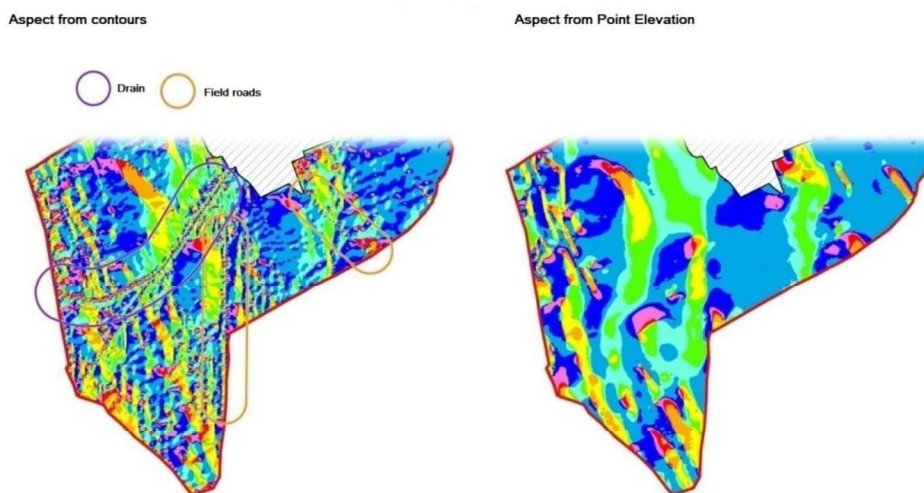 Aspect from contours
Aspect from Point Elevation
Drain
Field roads